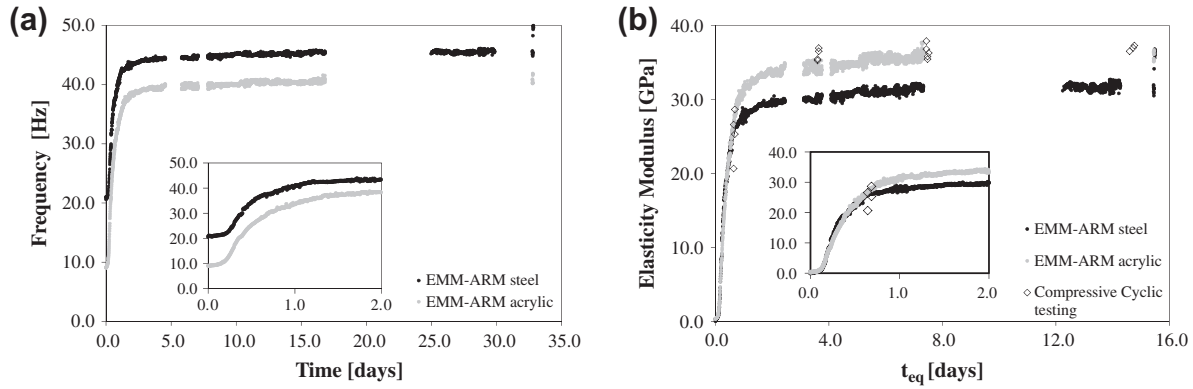 (a)
50.0
40.0
30.0
20.0
10.0
0.0
Frequency [Hz]
50.0
40.0
30.0
20.0
10.0
0.0
0.0 1.0 2.0
EMM-ARM steel
EMM-ARM acrylic
0.0 5.0 10.0 15.0 20.0 25.0 30.0 35.0
Time [days]
(b)
40.0
30.0
20.0
10.0
0.0
Elasticity Modulus [GPa]
40.0
30.0
20.0
10.0
0.0
0.0 1.0 2.0
EMM-ARM steel
EMM-ARM acrylic
Compressive Cyclic
testing
0.0 4.0 8.0 12.0 16.0
teq [days]